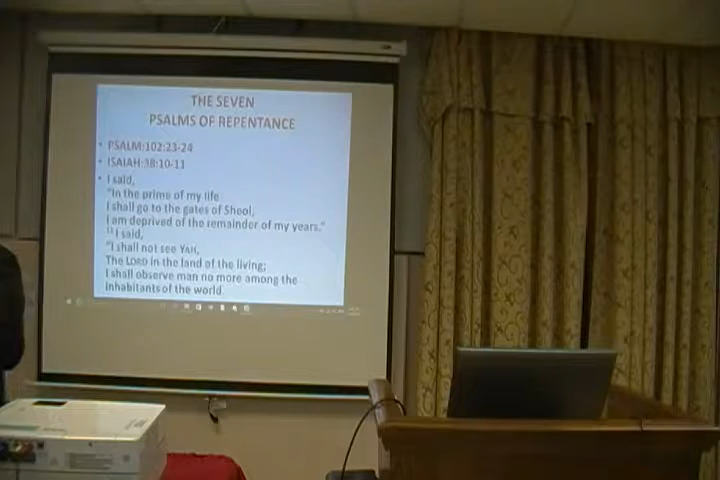 THE SEVEN
PSALMS OF REPENTANCE
• PSALM:102:23-24
• ISAIAH:38:10-11
• I said,
"In the prime of my life
I shall go to the gates of Sheol,
I am deprived of the remainder of my years."
11 I said,
"I shall not see YAH,
The LORD in the land of the living;
I shall observe man no more among the
inhabitants of the world.